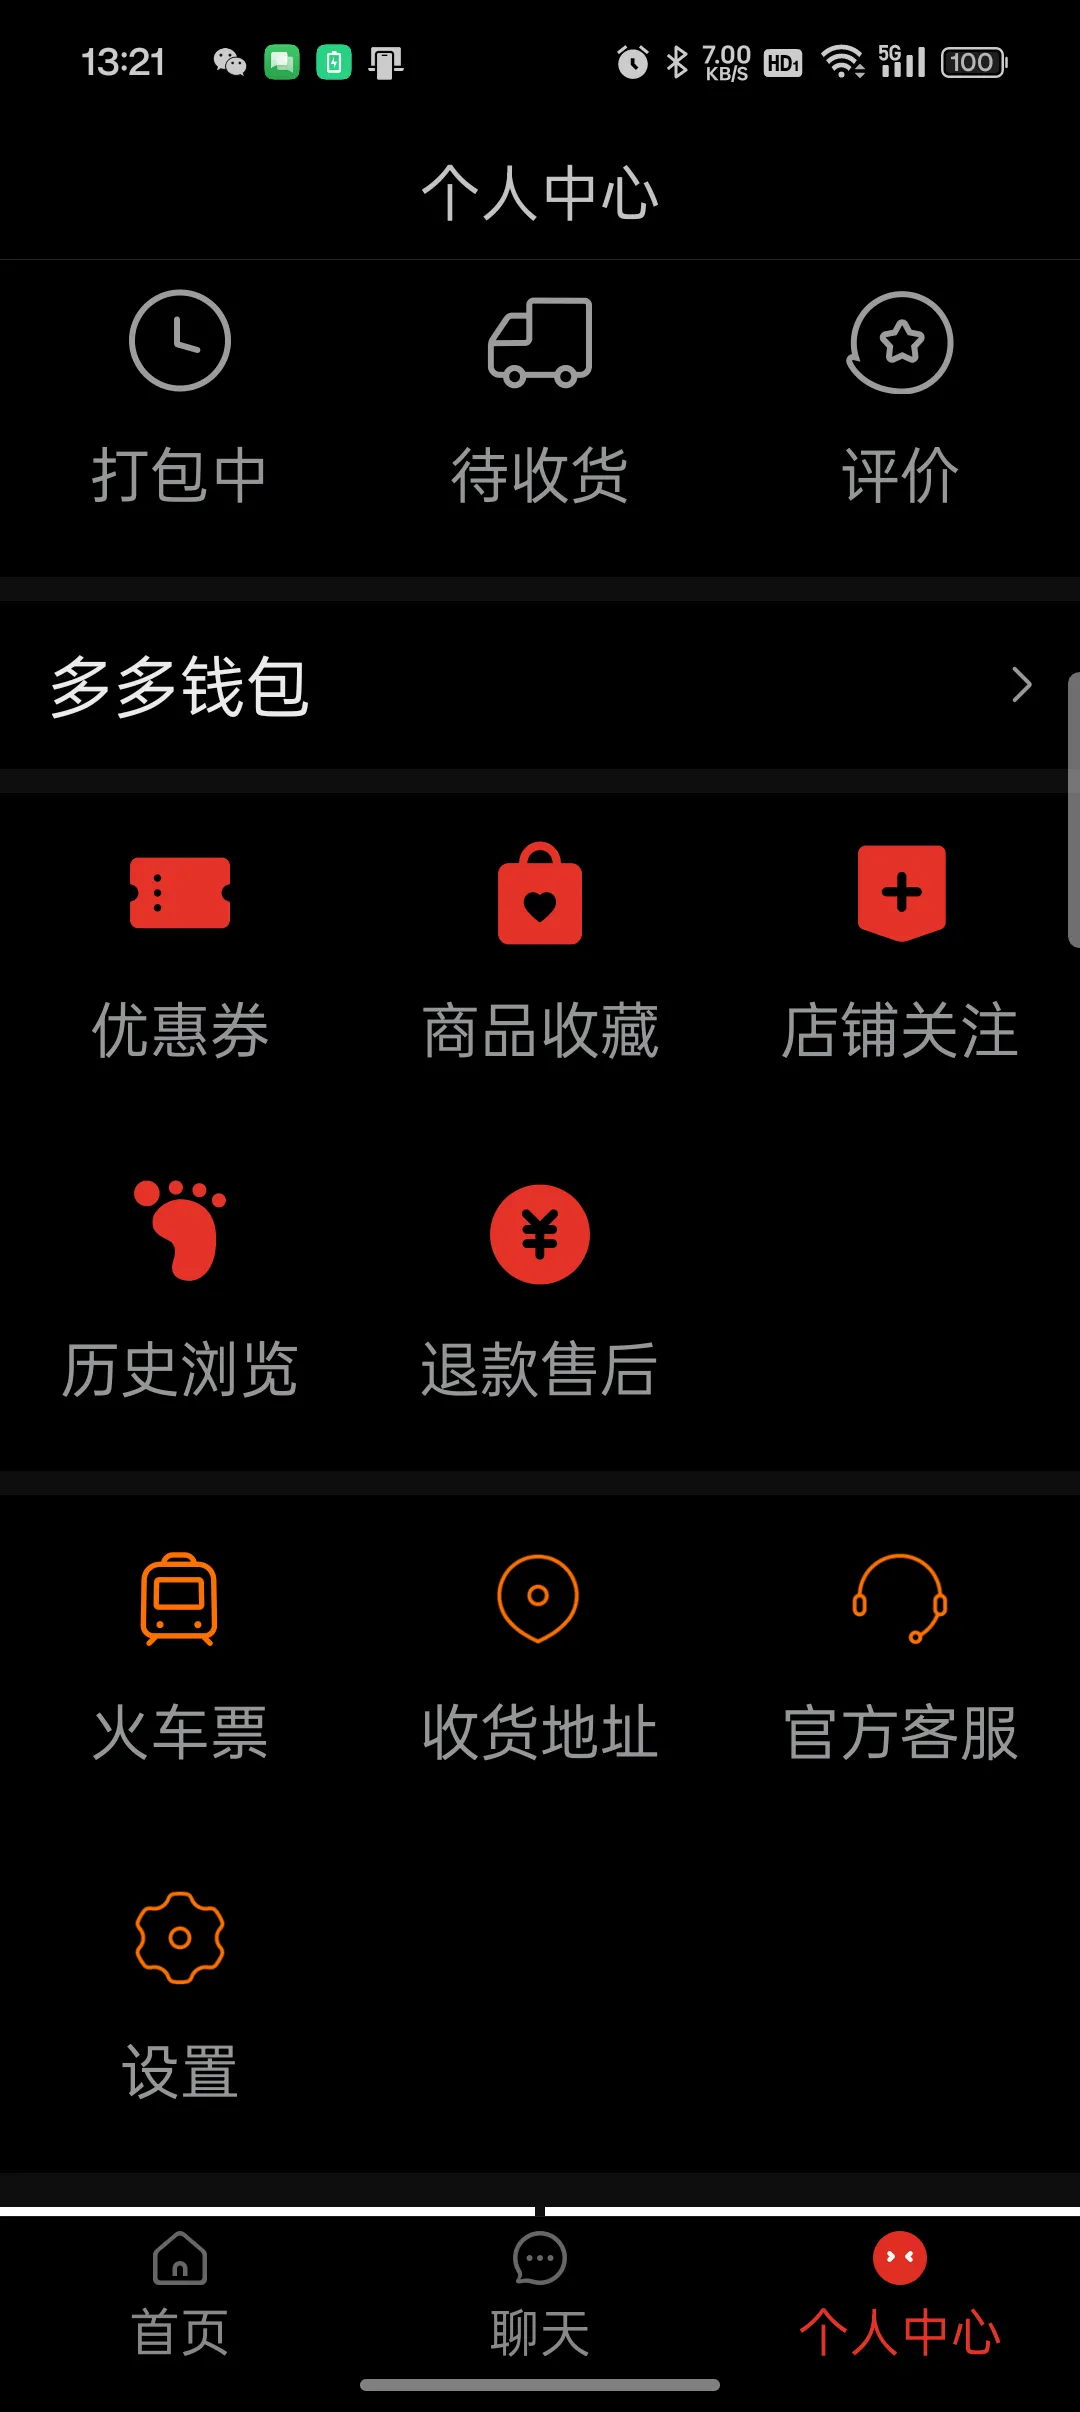 13:21 7.00 KB/S HD1 5G 100
个人中心
打包中 待收货 评价
多多钱包
优惠券 商品收藏 店铺关注
历史浏览 退款售后
火车票 收货地址 官方客服
设置
首页 聊天 个人中心